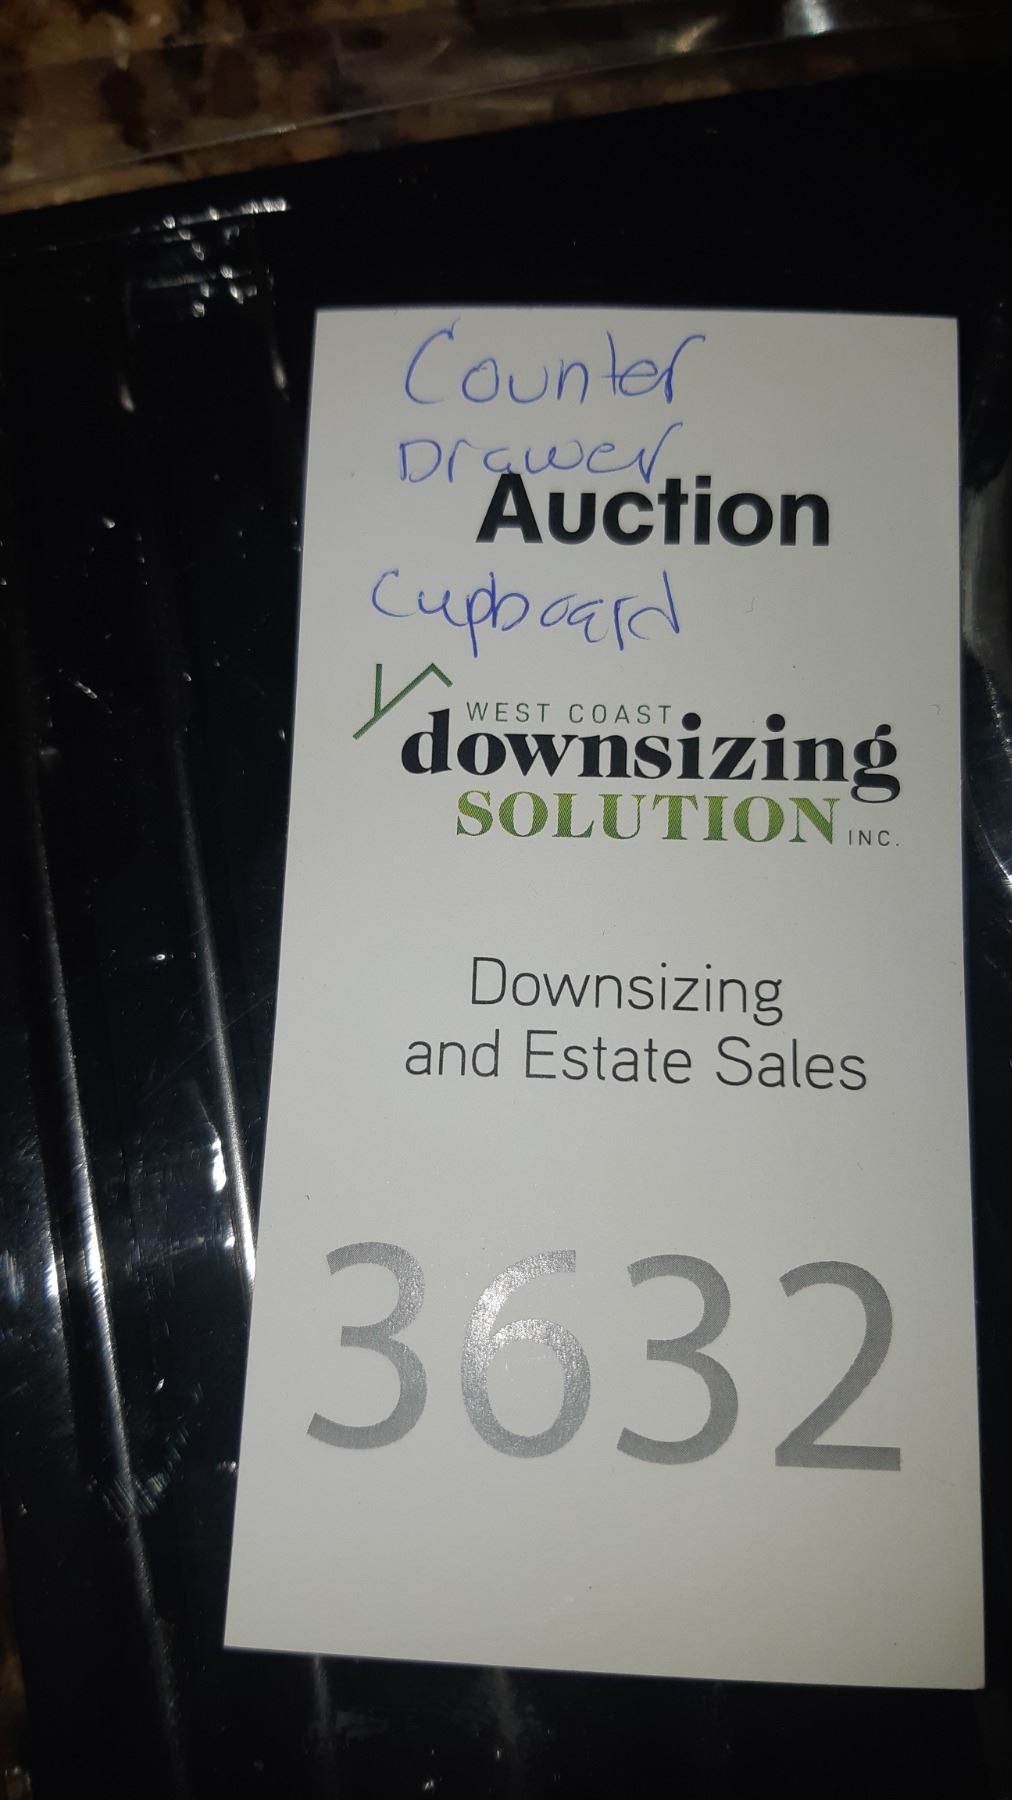 Counter
Drawer
Auction
Cupboard
WEST COAST
downsizing
SOLUTION INC.
Downsizing
and Estate Sales
3632